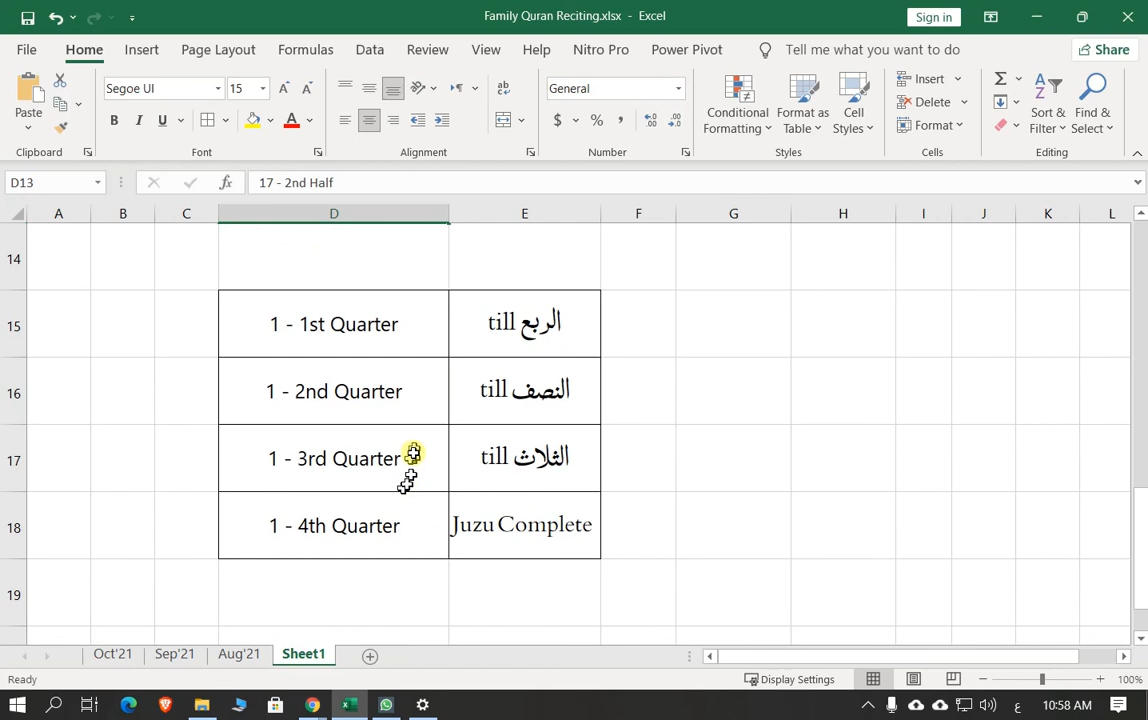 Family Quran Reciting.xlsx - Excel
Sign in
File Home Insert Page Layout Formulas Data Review View Help Nitro Pro Power Pivot Tell me what you want to do Share
Paste
Clipboard
Segoe UI 15
B I U A
Font
ab
Alignment
General
$ % ,
Number
Conditional Formatting
Format as Table
Cell Styles
Styles
Insert
Delete
Format
Cells
Sort & Filter
Find & Select
Editing
D13 fx 17 - 2nd Half
A B C D E F G H I J K L
14
15 1 - 1st Quarter till الربع
16 1 - 2nd Quarter till النصف
17 1 - 3rd Quarter till الثلاث
18 1 - 4th Quarter Juzu Complete
19
Oct'21 Sep'21 Aug'21 Sheet1
Ready Display Settings 100%
ع 10:58 AM